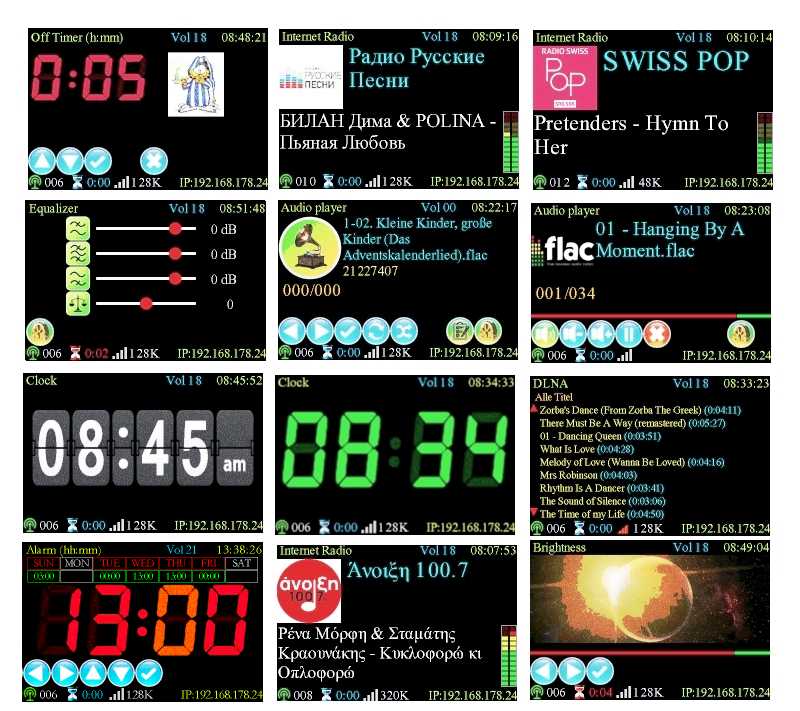 Off Timer (h:mm) Vol 18 08:48:21
0:05
006 0:00 128K IP:192.168.178.24
Internet Radio Vol 18 08:09:16
РУССКИЕ
ПЕСНИ
Радио Русские
Песни
БИЛАН Дима & POLINA -
Пьяная Любовь
010 0:00 128K IP:192.168.178.24
Internet Radio Vol 18 08:10:14
RADIO SWISS
POP
SRG SSR
SWISS POP
Pretenders - Hymn To
Her
012 0:00 48K IP:192.168.178.24
Equalizer Vol 18 08:51:48
0 dB
0 dB
0 dB
0
006 0:02 128K IP:192.168.178.24
Audio player Vol 00 08:22:17
1-02. Kleine Kinder, große
Kinder (Das
Adventskalenderlied).flac
21227407
000/000
006 0:00 128K IP:192.168.178.24
Audio player Vol 18 08:23:08
flac
01 - Hanging By A
Moment.flac
001/034
006 0:00 IP:192.168.178.24
Clock Vol 18 08:45:52
08:45 am
006 0:00 128K IP:192.168.178.24
Clock Vol 18 08:34:33
08:34
006 0:00 128K IP:192.168.178.24
DLNA Vol 18 08:33:23
Alle Titel
Zorba's Dance (From Zorba The Greek) (0:04:11)
There Must Be A Way (remastered) (0:05:27)
01 - Dancing Queen (0:03:51)
What Is Love (0:04:28)
Melody of Love (Wanna Be Loved) (0:04:16)
Mrs Robinson (0:04:03)
Rhythm Is A Dancer (0:03:41)
The Sound of Silence (0:03:06)
The Time of my Life (0:04:50)
006 0:00 128K IP:192.168.178.24
Alarm (hh:mm) Vol 21 13:38:26
SUN MON TUE WED THU FRI SAT
03:00 00:00 13:00 13:00 00:00
13:00
006 0:00 128K IP:192.168.178.24
Internet Radio Vol 18 08:07:53
άνοιξη
100.7
Άνοιξη 100.7
Ρένα Μόρφη & Σταμάτης
Κραουνάκης - Κυκλοφορώ κι
Οπλοφορώ
008 0:00 320K IP:192.168.178.24
Brightness Vol 18 08:49:04
006 0:04 128K IP:192.168.178.24